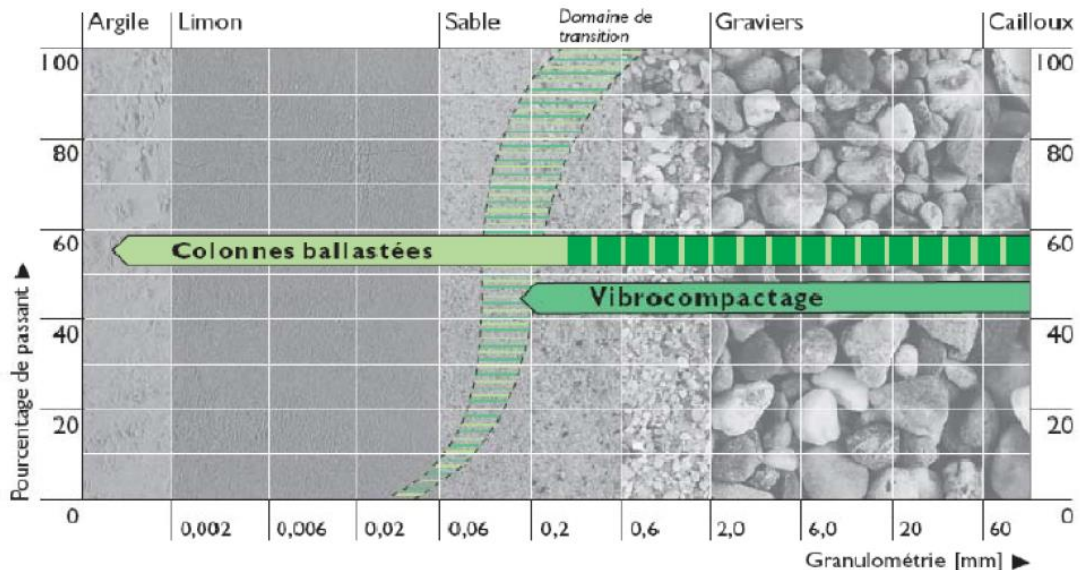 Argile Limon Sable Domaine de transition Graviers Cailloux
100 100
80 80
60 60
Colonnes ballastées
Vibrocompactage
40 40
20 20
0 0
Pourcentage de passant ►
0,002 0,006 0,02 0,06 0,2 0,6 2,0 6,0 20 60
Granulométrie [mm] ►